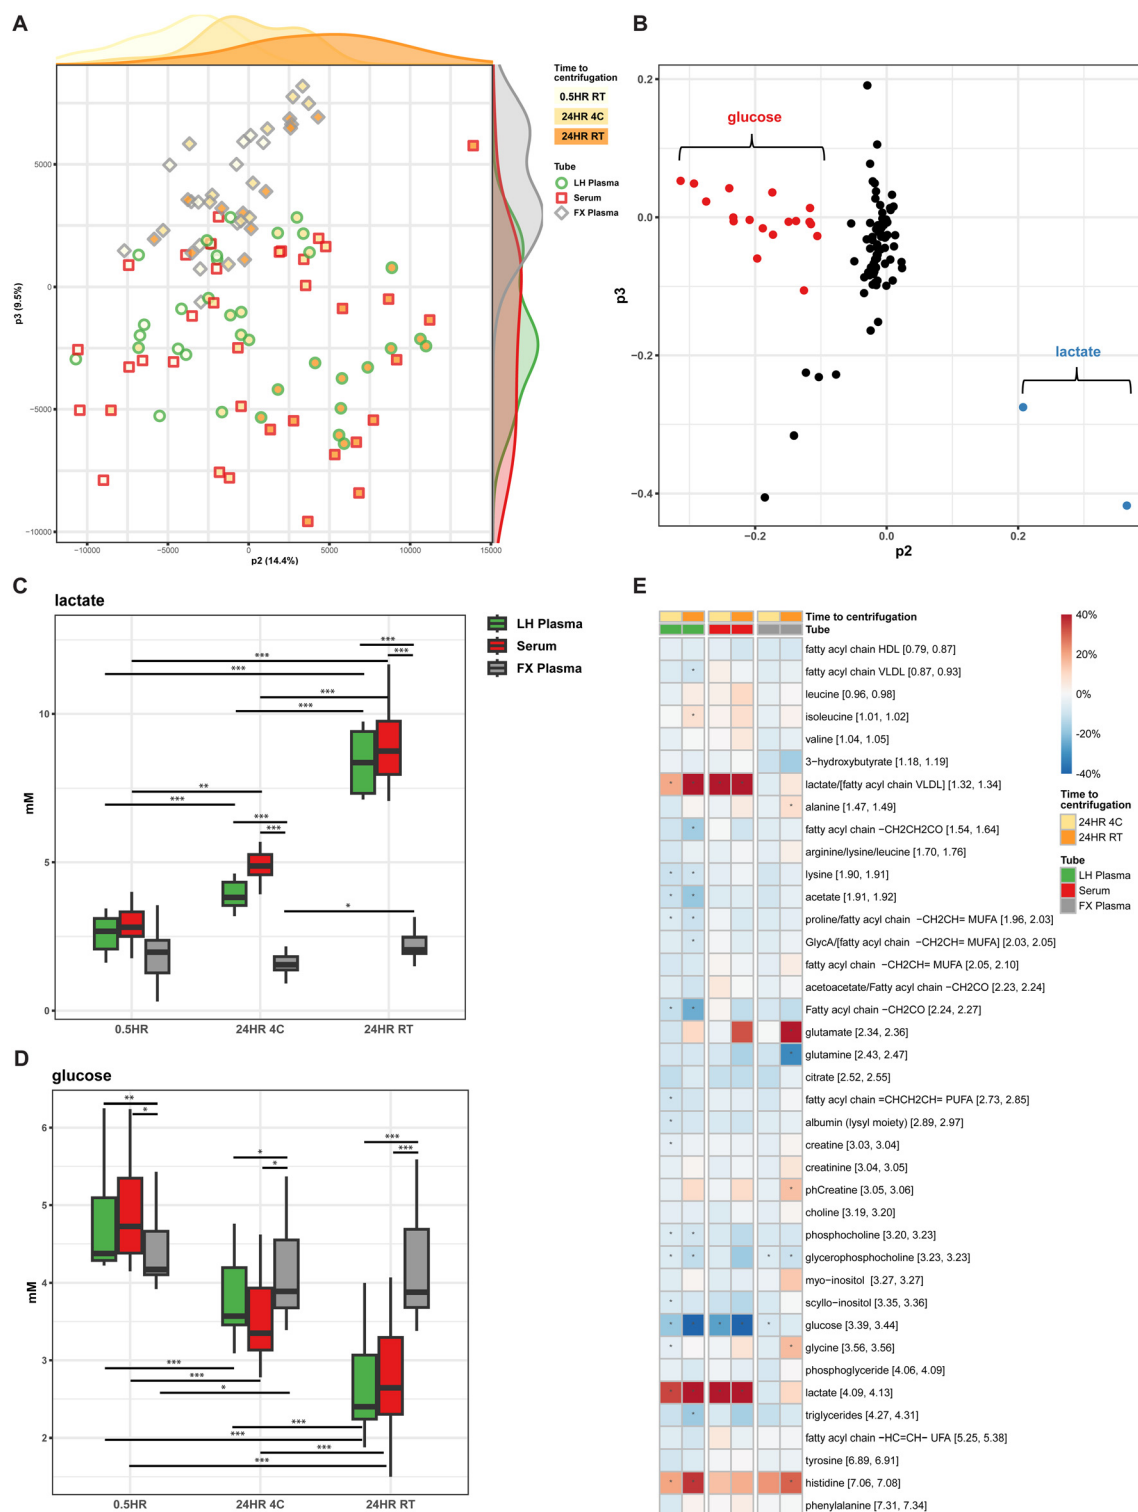 A
Time to
centrifugation
0.5HR RT
24HR 4C
24HR RT
Tube
LH Plasma
Serum
FX Plasma
5000
0
−5000
−10000
p3 (9.5%)
−10000
−5000
0
5000
10000
15000
p2 (14.4%)
B
0.2
0.0
−0.2
−0.4
p3
glucose
lactate
−0.2
0.0
0.2
p2
C
lactate
LH Plasma
Serum
FX Plasma
10
5
0
mM
***
***
***
***
***
***
**
***
***
***
*
0.5HR
24HR 4C
24HR RT
D
glucose
6
5
4
3
2
mM
**
*
*
*
***
***
***
***
*
***
***
***
***
0.5HR
24HR 4C
24HR RT
E
Time to centrifugation
Tube
fatty acyl chain HDL [0.79, 0.87]
fatty acyl chain VLDL [0.87, 0.93]
leucine [0.96, 0.98]
isoleucine [1.01, 1.02]
valine [1.04, 1.05]
3−hydroxybutyrate [1.18, 1.19]
lactate/[fatty acyl chain VLDL] [1.32, 1.34]
alanine [1.47, 1.49]
fatty acyl chain −CH2CH2CO [1.54, 1.64]
arginine/lysine/leucine [1.70, 1.76]
lysine [1.90, 1.91]
acetate [1.91, 1.92]
proline/fatty acyl chain −CH2CH= MUFA [1.96, 2.03]
GlycA/[fatty acyl chain −CH2CH= MUFA] [2.03, 2.05]
fatty acyl chain −CH2CH= MUFA [2.05, 2.10]
acetoacetate/Fatty acyl chain −CH2CO [2.23, 2.24]
Fatty acyl chain −CH2CO [2.24, 2.27]
glutamate [2.34, 2.36]
glutamine [2.43, 2.47]
citrate [2.52, 2.55]
fatty acyl chain =CHCH2CH= PUFA [2.73, 2.85]
albumin (lysyl moiety) [2.89, 2.97]
creatine [3.03, 3.04]
creatinine [3.04, 3.05]
phCreatine [3.05, 3.06]
choline [3.19, 3.20]
phosphocholine [3.20, 3.23]
glycerophosphocholine [3.23, 3.23]
myo−inositol [3.27, 3.27]
scyllo−inositol [3.35, 3.36]
glucose [3.39, 3.44]
glycine [3.56, 3.56]
phosphoglyceride [4.06, 4.09]
lactate [4.09, 4.13]
triglycerides [4.27, 4.31]
fatty acyl chain −HC=CH− UFA [5.25, 5.38]
tyrosine [6.89, 6.91]
histidine [7.06, 7.08]
phenylalanine [7.31, 7.34]
40%
20%
0%
-20%
-40%
Time to
centrifugation
24HR 4C
24HR RT
Tube
LH Plasma
Serum
FX Plasma